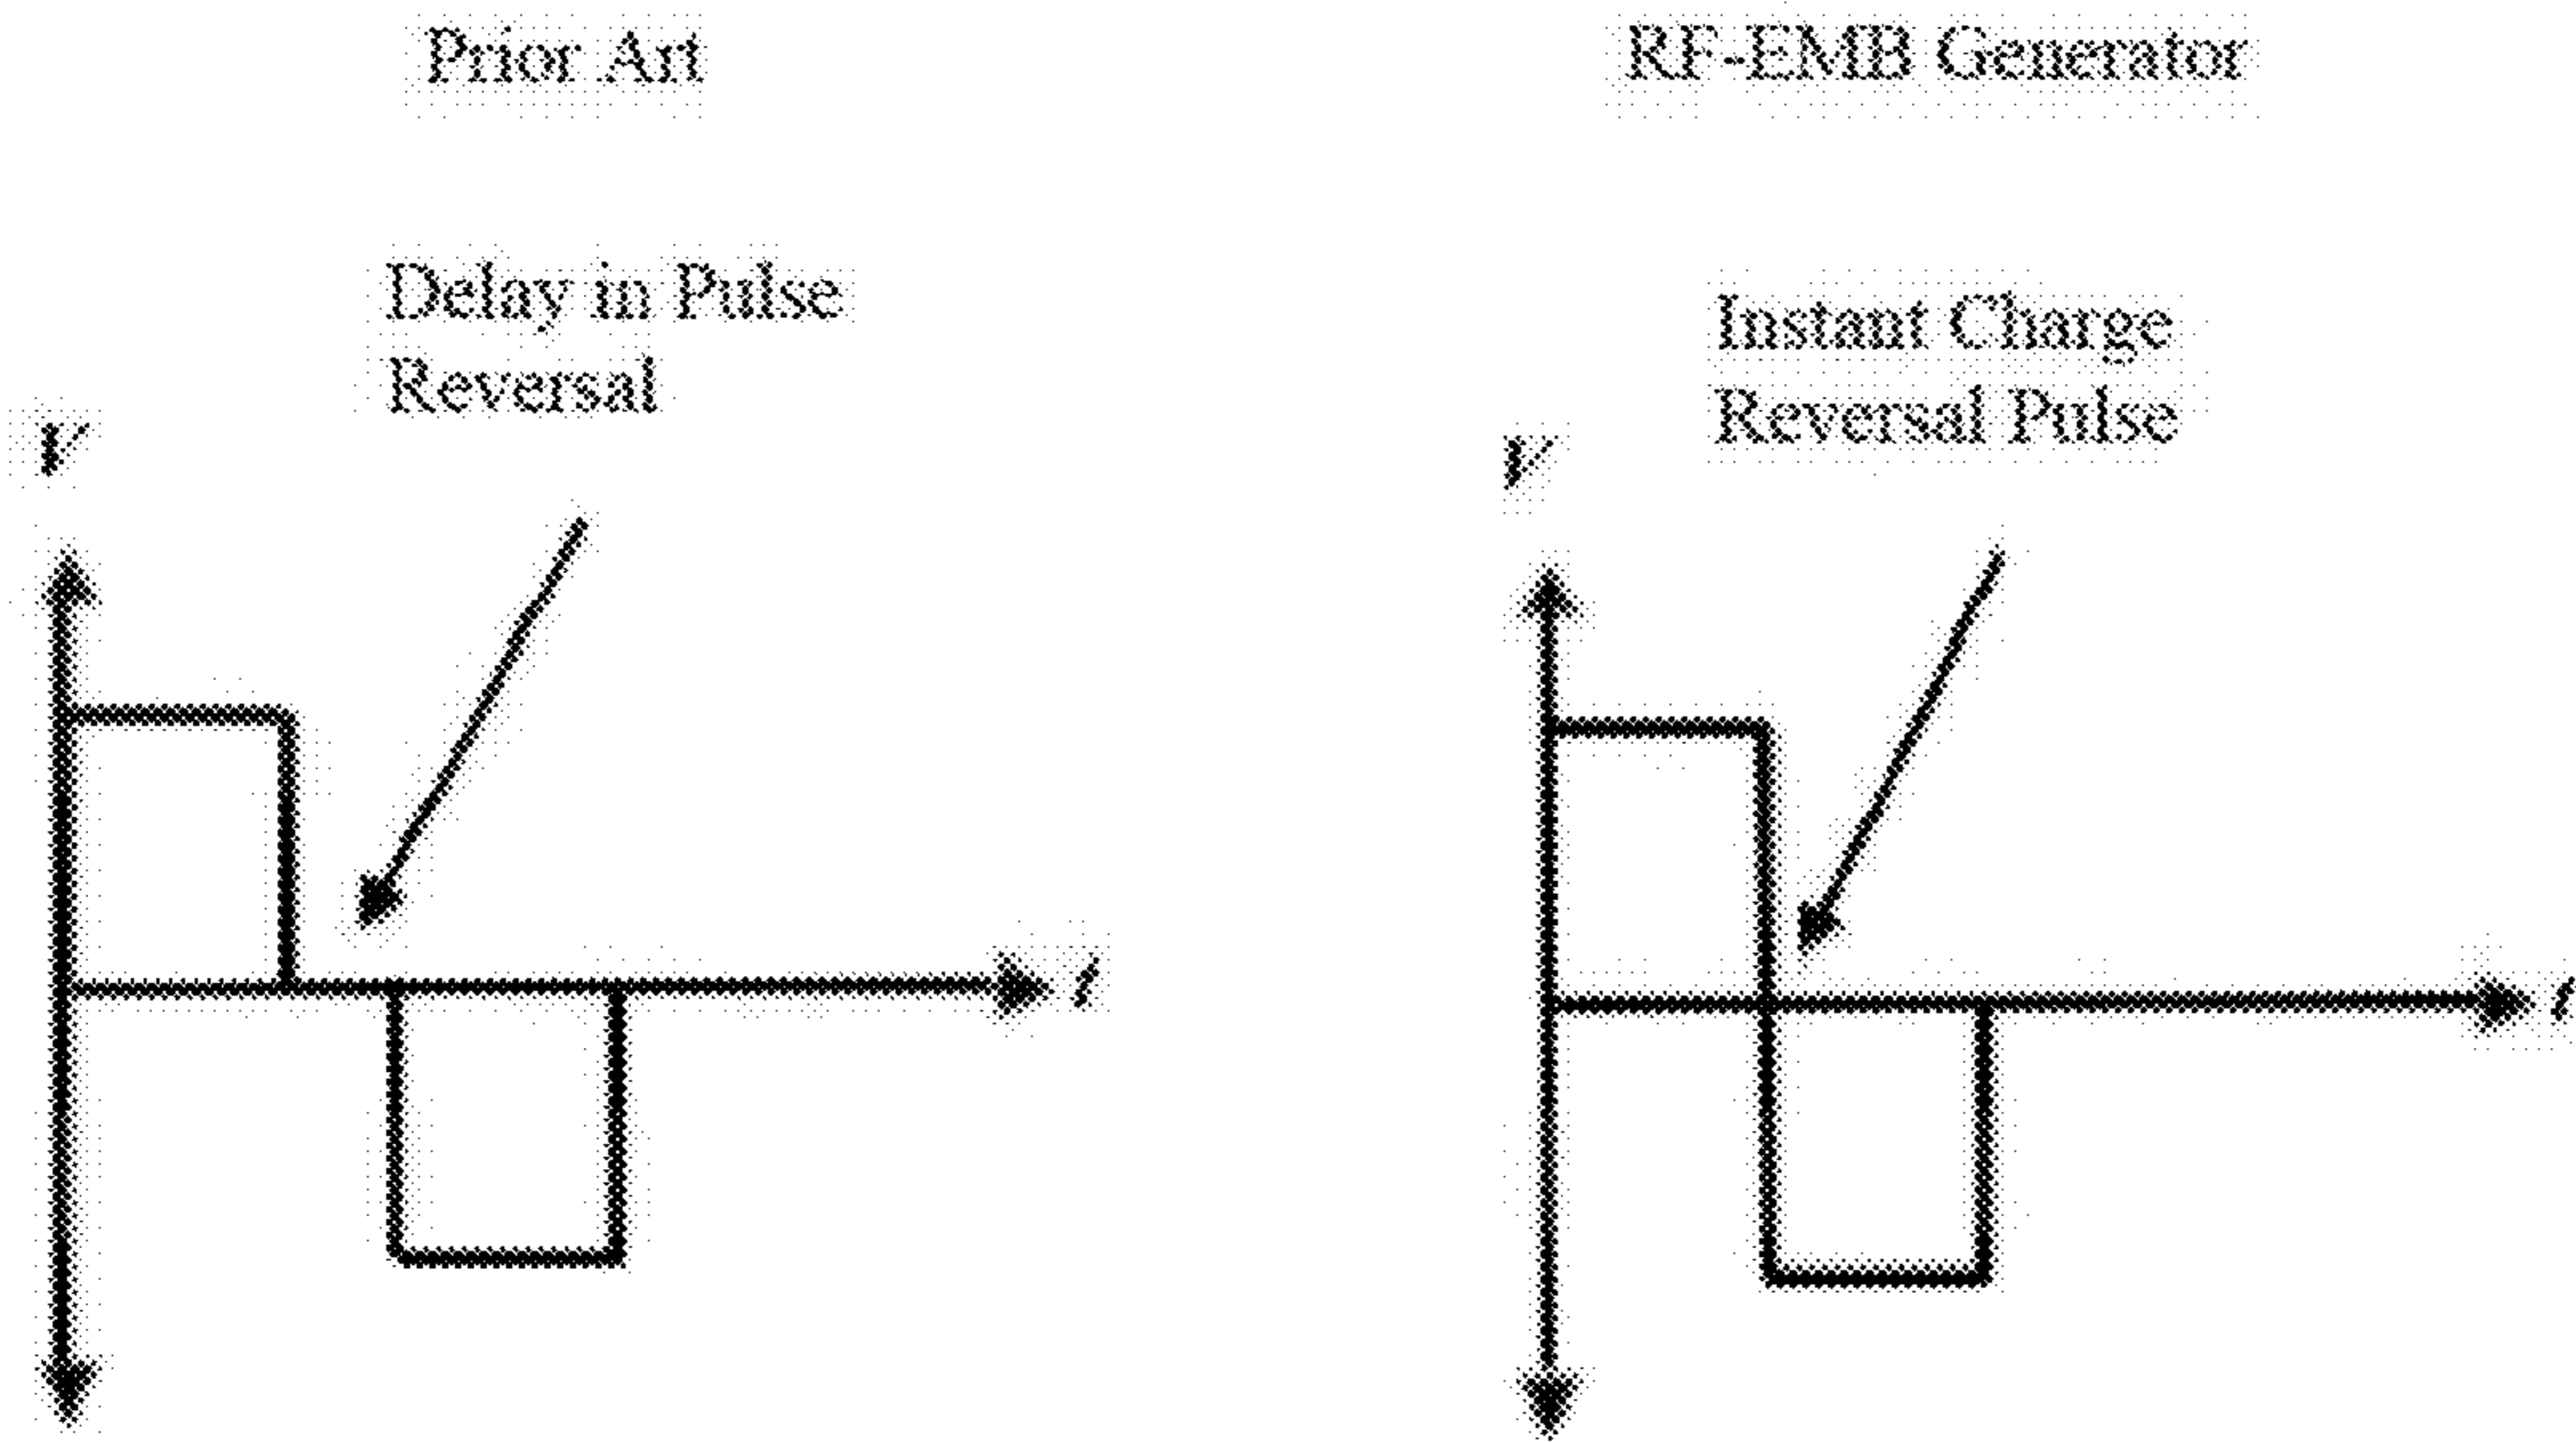 Prior Art
Delay in Pulse
Reversal
V
t
RF-EMB Generator
Instant Charge
Reversal Pulse
V
t